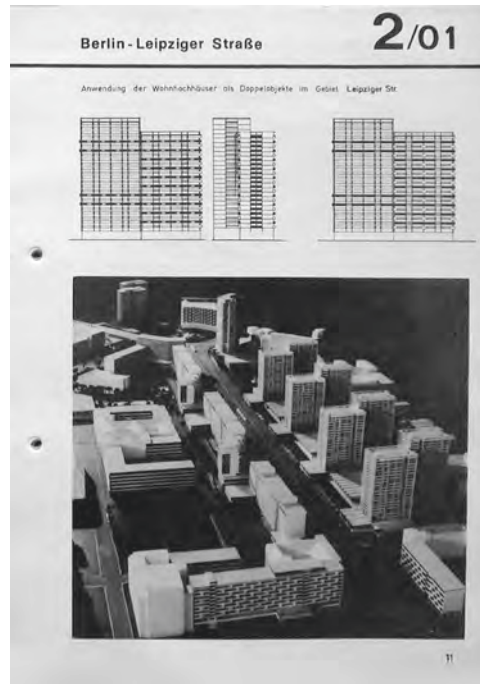 Berlin - Leipziger Straße
2/01
Anwendung der Wohnhochhäuser als Doppelobjekte im Gebiet Leipziger Str.
11